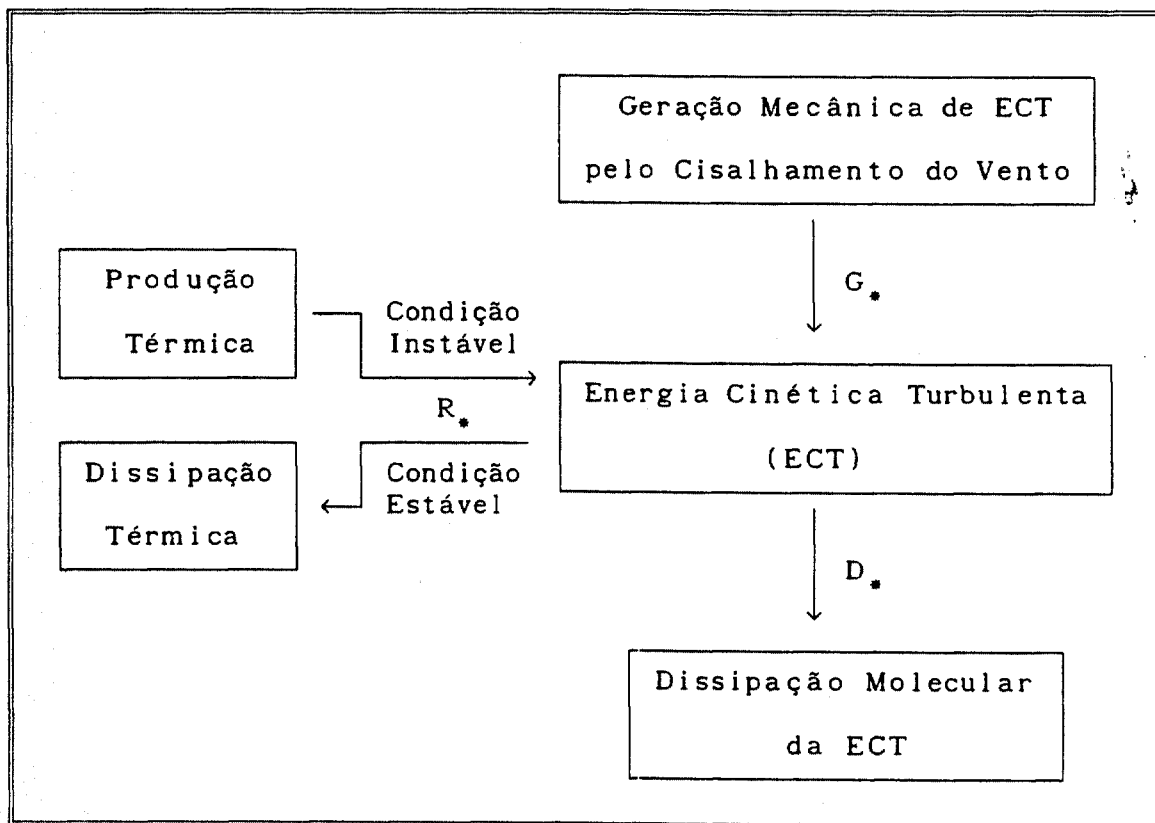 Geração Mecânica de ECT
pelo Cisalhamento do Vento
G*
Produção
Térmica
Condição
Instável
R*
Energia Cinética Turbulenta
(ECT)
Dissipação
Térmica
Condição
Estável
D*
Dissipação Molecular
da ECT